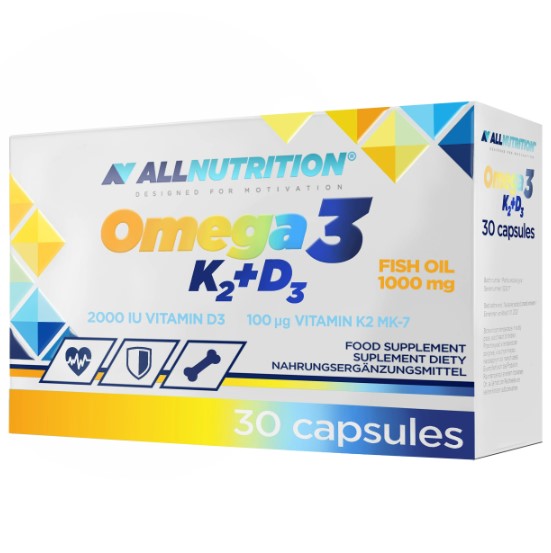 ALLNUTRITION®
DESIGNED FOR MOTIVATION
Omega 3
K2+D3
FISH OIL
1000 mg
2000 IU VITAMIN D3
100 µg VITAMIN K2 MK-7
FOOD SUPPLEMENT
SUPLEMENT DIETY
NAHRUNGSERGÄNZUNGSMITTEL
30 capsules
ALLNUTRITION
Omega 3
K2+D3
30 capsules